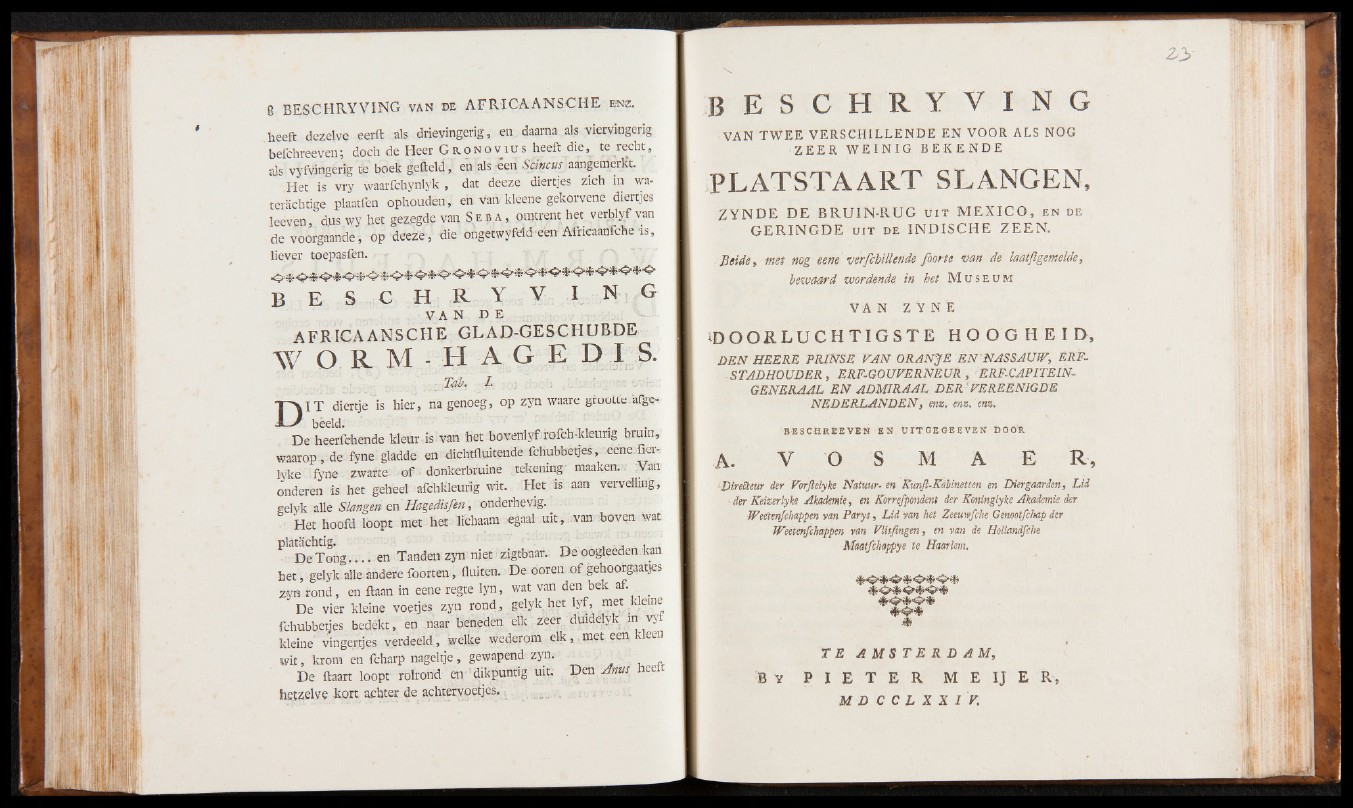 8 BESCHRYVING VAN DE AFRICAANSCHE ENZ.
heeft dezelve eerſt als drievingerig, en daarna als viervingerig
beſchreeven; doch de Heer GRONOVIUS heeft die, te recht,
als vyfvingerig te boek geſteld, en als een Scincus aangemerkt.
Het is vry waarſchynlyk, dat deeze diertjes zich in wa-
terächtige plaatſen ophouden, en van kleene gekorvene diertjes
leeven, dus wy het gezegde van SEBA, omtrent het verblyf van
de voorgaande, op deeze, die ongetwyfeld een Africaanſche is,
liever toepasſen.
BESCHRYVING
VAN DE
AFRICAANSCHE GLAD-GESCHUBDE
WORM-HAGEDIS.
Tab. I.
DIT diertje is hier, na genoeg, op zyn waare grootte afge-
beeld.
De heerſchende kleur is van het bovenlyf roſch-kleurig bruin,
waarop, de fyne gladde en dichtſluitende ſchubbetjes, eene ſier-
lyke fyne zwarte of donkerbruine tekening maaken. Van
onderen is het geheel aſchkleurig wit. Het is aan vervelling,
gelyk alle Slangen en Hagedisſen, onderhevig.
Het hoofd loopt met het lichaam egaal uit, van boven wat
platächtig.
De Tong.... en Tanden zyn niet zigtbaar. De oogleeden kan
het, gelyk alle andere ſoorten, ſluiten. De ooren of gehoorgaatjes
zyn rond, en ſtaan in eene regte lyn, wat van den bek af.
De vier kleine voetjes zyn rond, gelyk het lyf, met kleine
ſchubbetjes bedekt, en naar beneden elk zeer duidelyk in vyf
kleine vingertjes verdeeld, welke wederom elk, met een kleen
wit, krom en ſcharp nageltje, gewapend zyn.
De ſtaart loopt rolrond en dikpuntig uit. Den Anus heeft
hetzelve kort achter de achtervoetjes.
23
BESCHRYVING
VAN TWEE VERSCHILLENDE EN VOOR ALS NOG
ZEER WEINIG BEKENDE
PLATSTAART SLANGEN,
ZYNDE DE BRUIN-RUG UIT MEXICO, EN DE
GERINGDE UIT DE INDISCHE ZEEN.
Beide, met nog eene verſchillende ſoorte van de laatſtgemelde,
bewaard wordende in het MUSEUM
VAN ZYNE
DOORLUCHTIGSTE HOOGHEID,
DEN HEERE PRINSE VAN ORANJE EN NASSAUW, ERF-
STADHOUDER, ERF-GOUVERNEUR, ERF-CAPITEIN-
GENERAAL EN ADMIRAAL DER VEREENIGDE
NEDERLANDEN, enz. enz. enz.
BESCHREEVEN EN UITGEGEEVEN DOOR
A. VOSMAER,
Directeur der Vorſtelyke Natuur- en Kunſt-Kabinetten en Diergaarden, Lid
der Keizerlyke Akademie, en Korreſpondent der Koninglyke Akademie der
Weetenſchappen van Parys, Lid van het Zeeuwſche Genootſchap der
Weetenſchappen van Vlisſingen, en van de Hollandſche
Maatſchappye te Haarlem.
TE AMSTERDAM,
By PIETER MEIJER,
MDCCLXXIV.